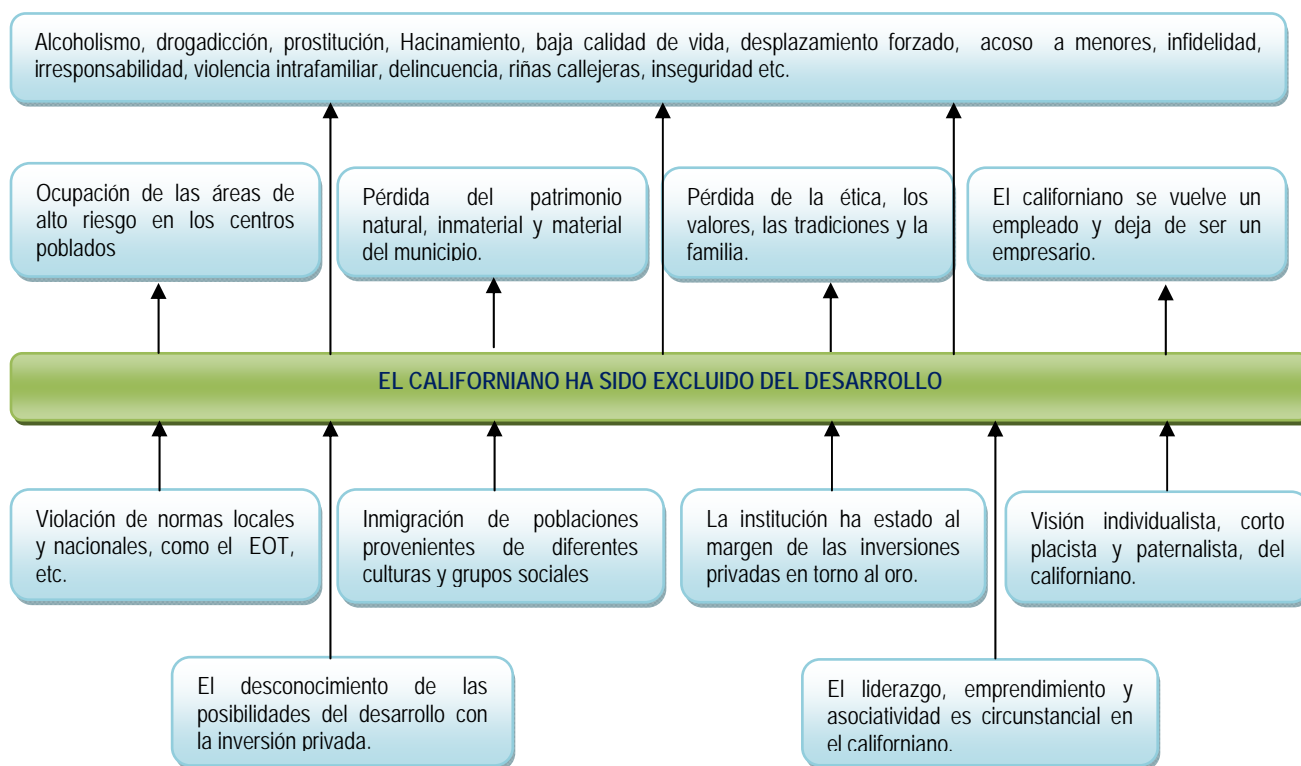 Alcoholismo, drogadicción, prostitución, Hacinamiento, baja calidad de vida, desplazamiento forzado, acoso a menores, infidelidad,
irresponsabilidad, violencia intrafamiliar, delincuencia, riñas callejeras, inseguridad etc.
Ocupación de las áreas de
alto riesgo en los centros
poblados
Pérdida del patrimonio
natural, inmaterial y material
del municipio.
Pérdida de la ética, los
valores, las tradiciones y la
familia.
El californiano se vuelve un
empleado y deja de ser un
empresario.
EL CALIFORNIANO HA SIDO EXCLUIDO DEL DESARROLLO
Violación de normas locales
y nacionales, como el EOT,
etc.
Inmigración de poblaciones
provenientes de diferentes
culturas y grupos sociales
La institución ha estado al
margen de las inversiones
privadas en torno al oro.
Visión individualista, corto
placista y paternalista, del
californiano.
El desconocimiento de las
posibilidades del desarrollo con
la inversión privada.
El liderazgo, emprendimiento y
asociatividad es circunstancial en
el californiano.